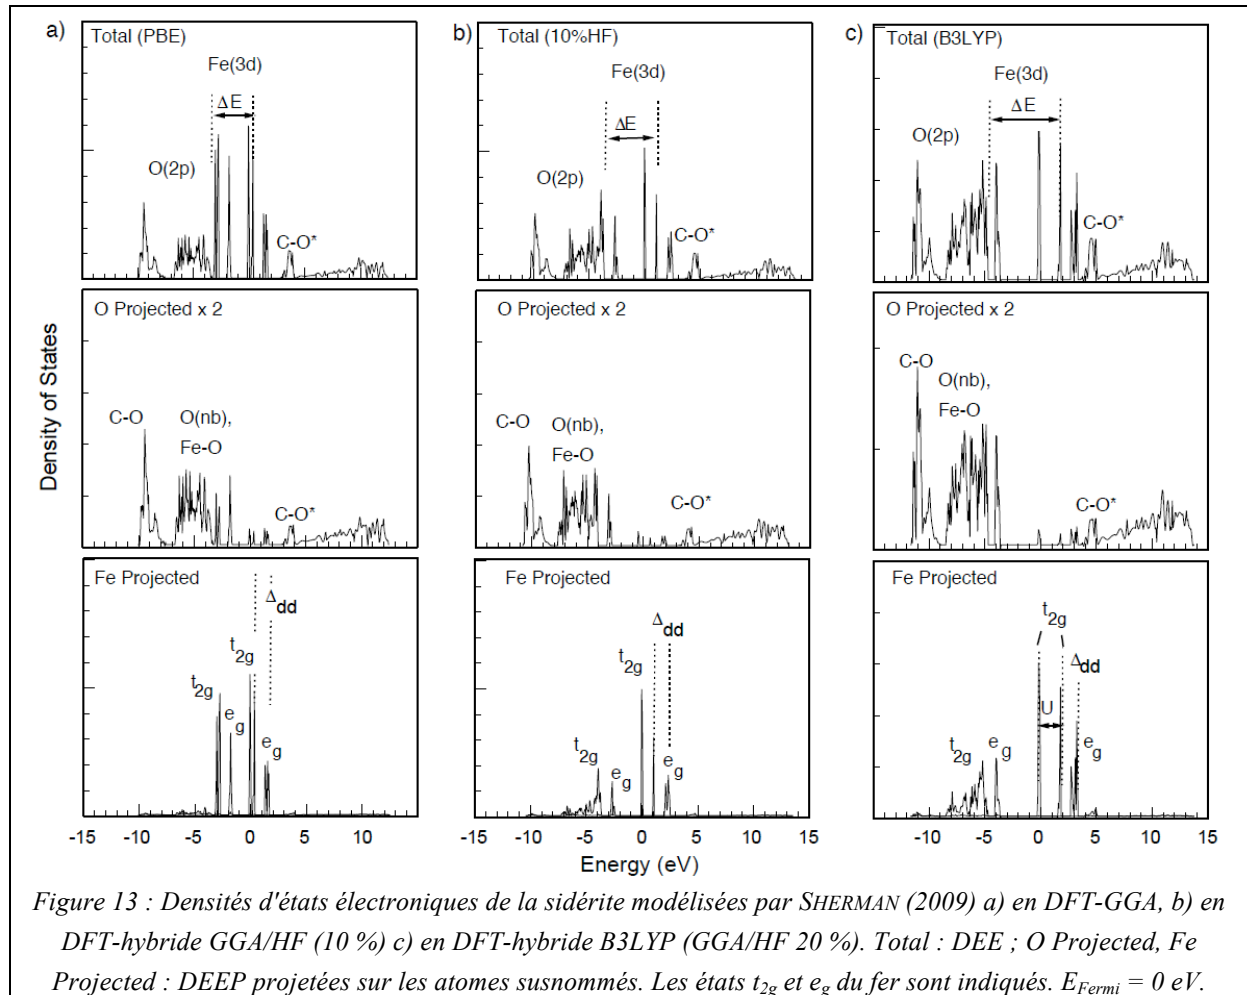 a)
Total (PBE)
Fe(3d)
ΔE
O(2p)
C-O*
b)
Total (10%HF)
Fe(3d)
ΔE
O(2p)
C-O*
c)
Total (B3LYP)
Fe(3d)
ΔE
O(2p)
C-O*
Density of States
O Projected x 2
C-O
O(nb),
Fe-O
C-O*
O Projected x 2
C-O
O(nb),
Fe-O
C-O*
O Projected x 2
C-O
O(nb),
Fe-O
C-O*
Fe Projected
Δdd
t2g
t2g
eg
eg
Fe Projected
Δdd
t2g
t2g
eg
eg
Fe Projected
t2g
Δdd
U
t2g
eg
eg
-15 -10 -5 0 5 10 15
-10 -5 0 5 10 15
-10 -5 0 5 10 15
Energy (eV)
Figure 13 : Densités d'états électroniques de la sidérite modélisées par SHERMAN (2009) a) en DFT-GGA, b) en
DFT-hybride GGA/HF (10 %) c) en DFT-hybride B3LYP (GGA/HF 20 %). Total : DEE ; O Projected, Fe
Projected : DEEP projetées sur les atomes susnommés. Les états t2g et eg du fer sont indiqués. EFermi = 0 eV.